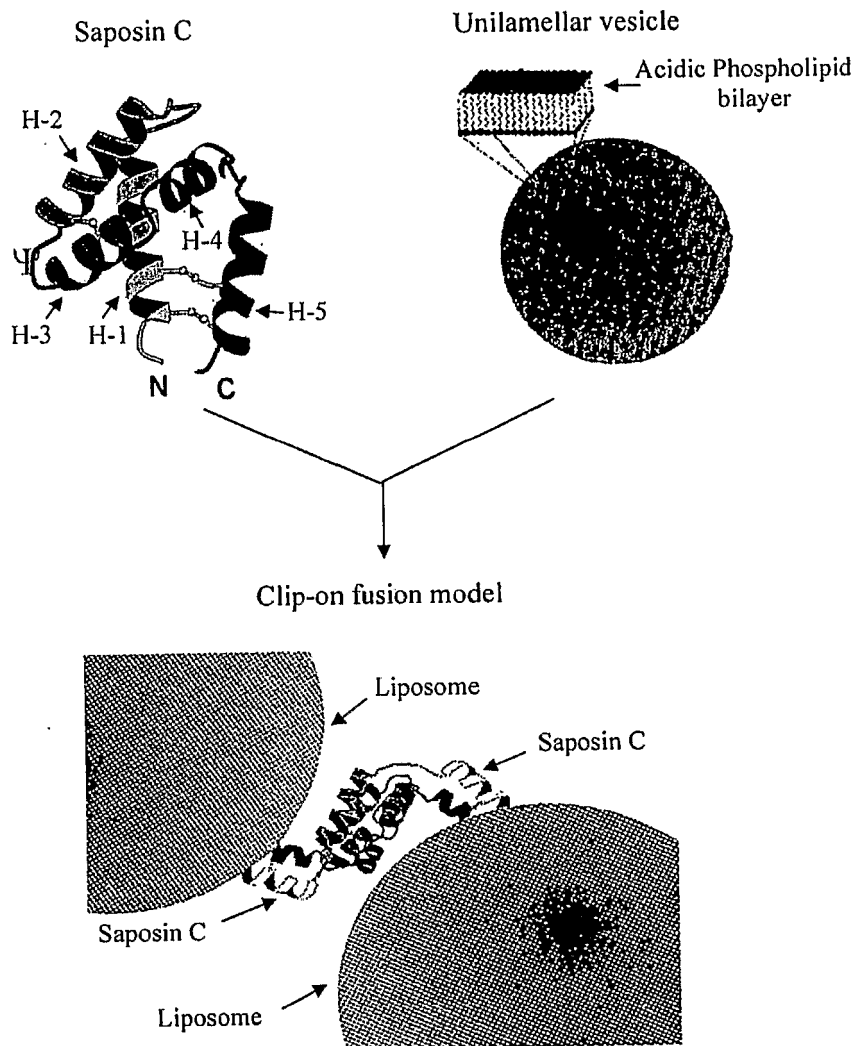 Saposin C
Unilamellar vesicle
Acidic Phospholipid
bilayer
H-2
H-4
H-3
H-1
H-5
N
C
Clip-on fusion model
Liposome
Saposin C
Saposin C
Liposome